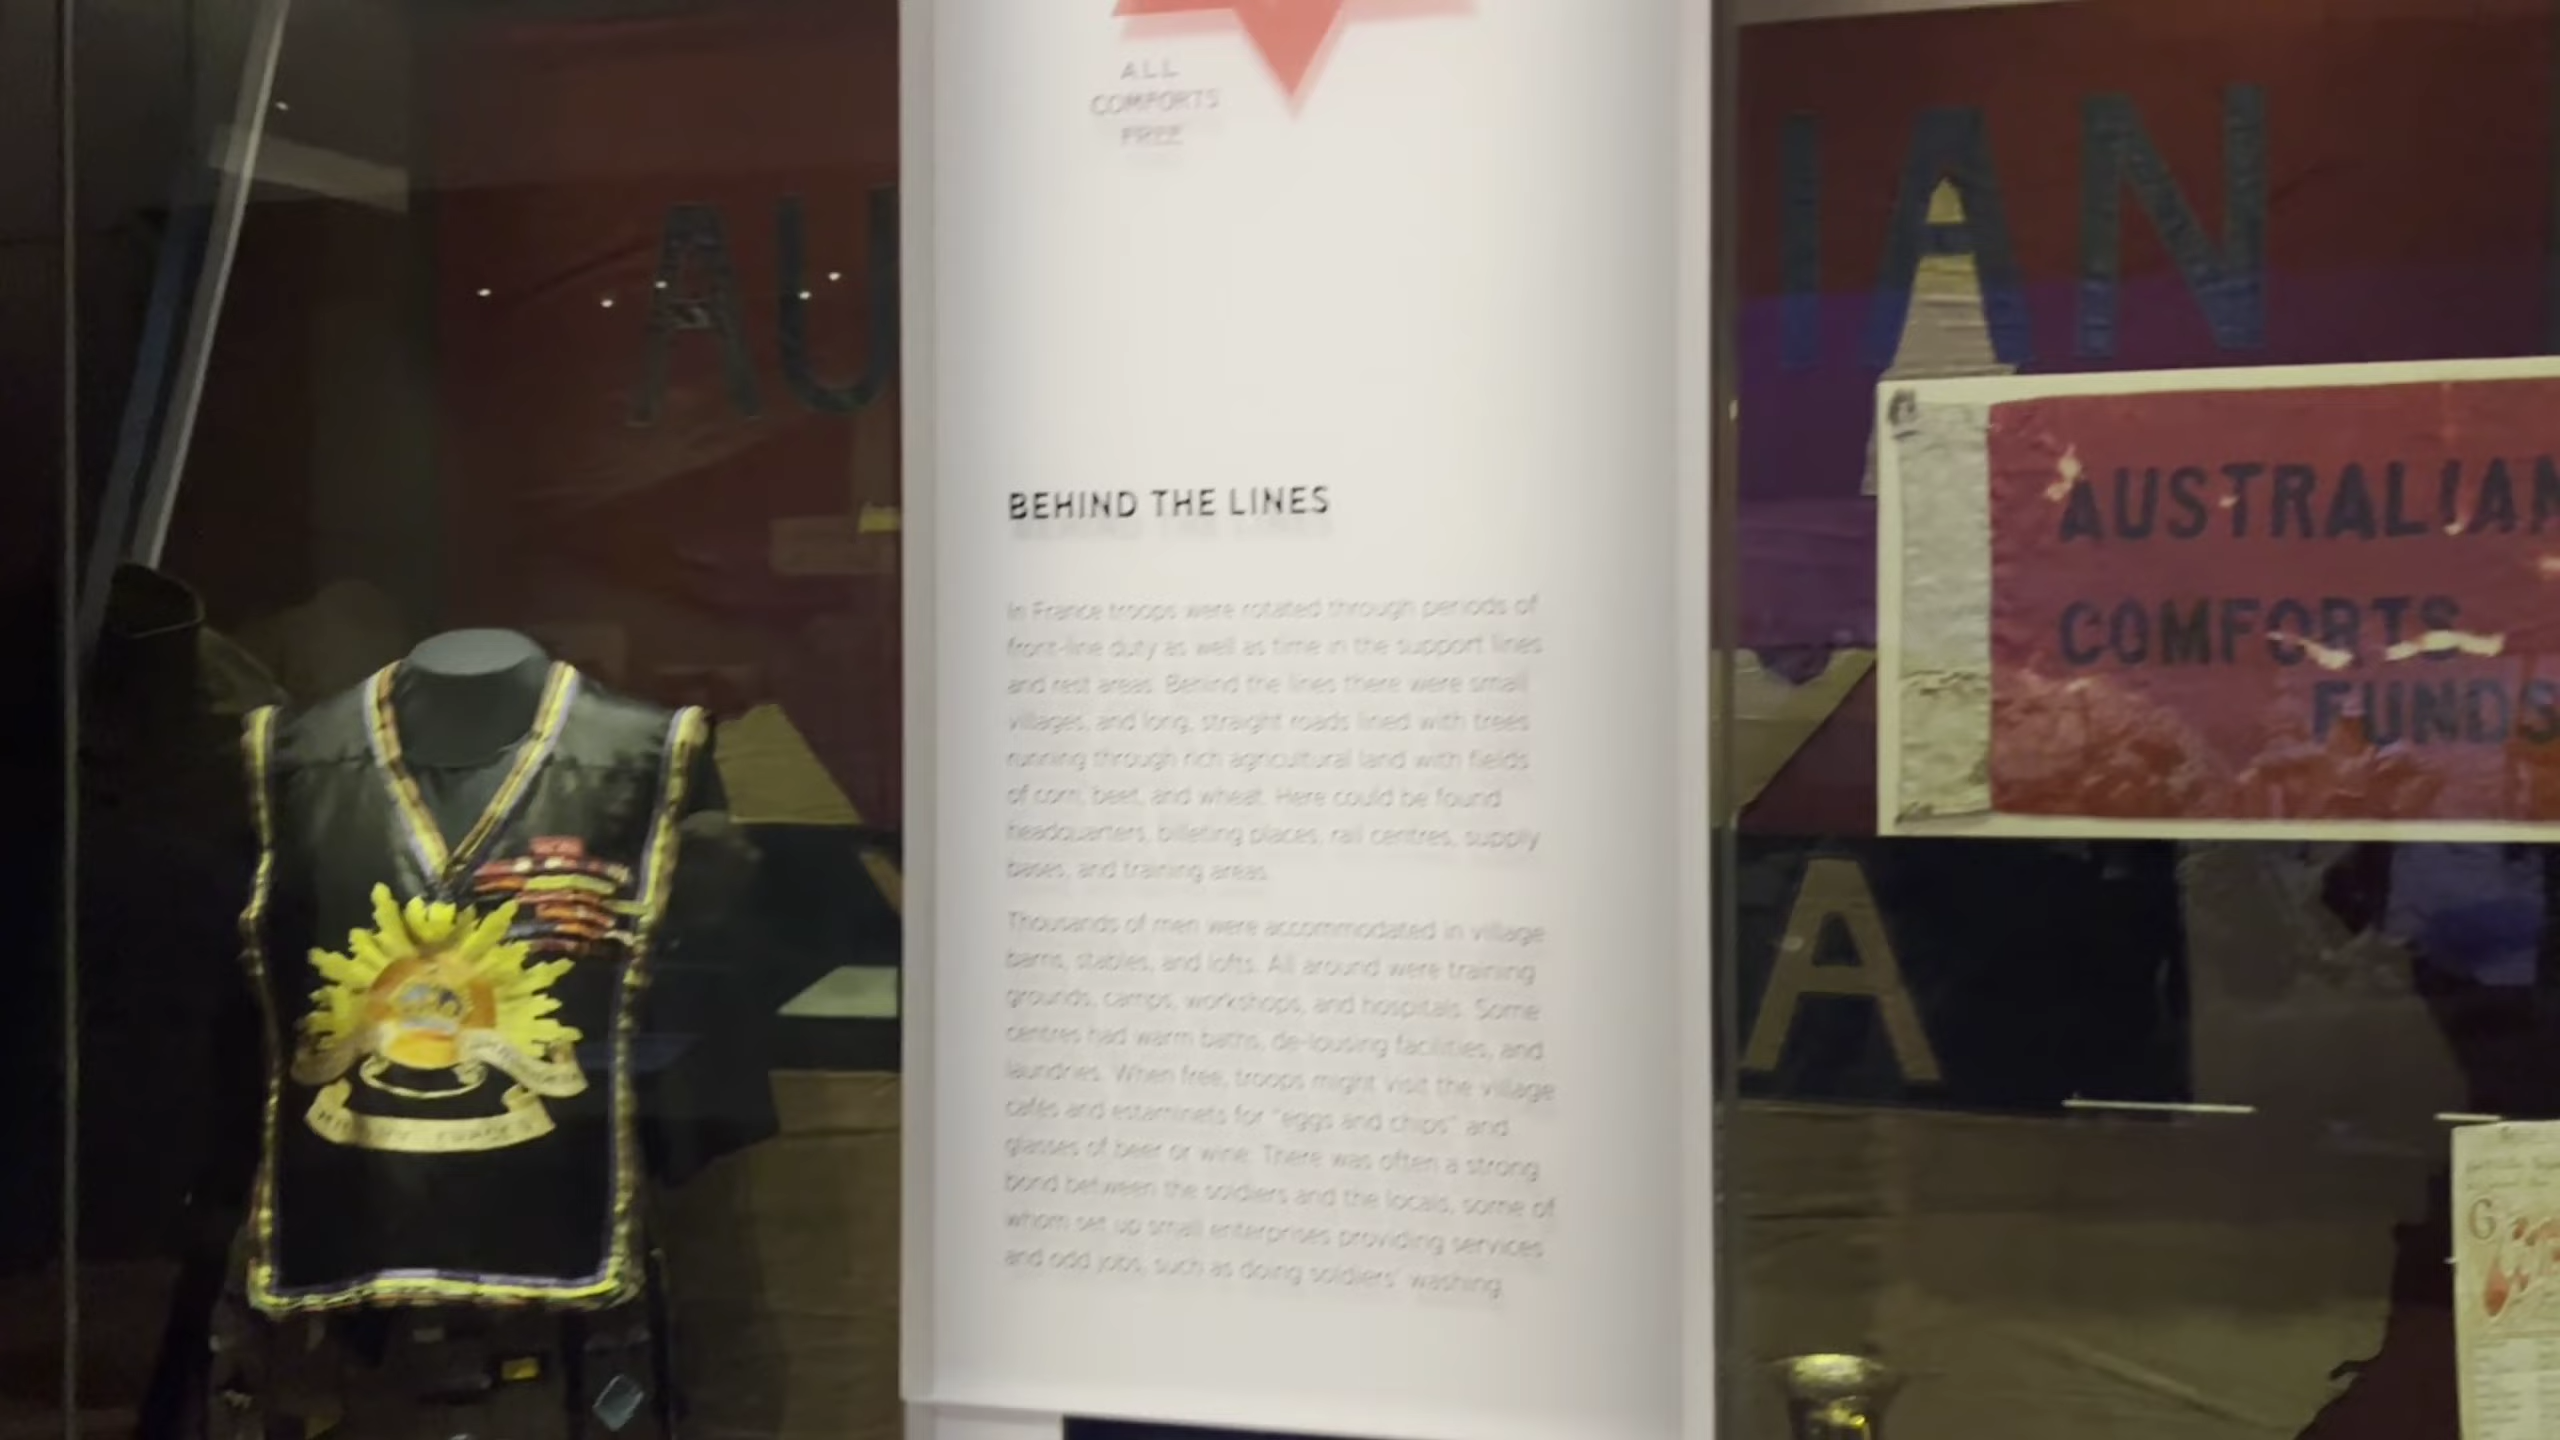 ALL
COMFORTS
FREE
AU
IAN
AUSTRALIAN
COMFORTS
FUNDS
A
BEHIND THE LINES
In France troops were rotated through periods of
front-line duty as well as time in the support lines
and rest areas. Behind the lines there were small
villages, and long, straight roads lined with trees
running through rich agricultural land with fields
of corn, beet, and wheat. Here could be found
headquarters, billeting places, rail centres, supply
bases, and training areas.
Thousands of men were accommodated in village
barns, stables, and lofts. All around were training
grounds, camps, workshops, and hospitals. Some
centres had warm baths, de-lousing facilities, and
laundries. When free, troops might visit the village
cafés and estaminets for "eggs and chips" and
glasses of beer or wine. There was often a strong
bond between the soldiers and the locals, some of
whom set up small enterprises providing services
and odd jobs, such as doing soldiers' washing.